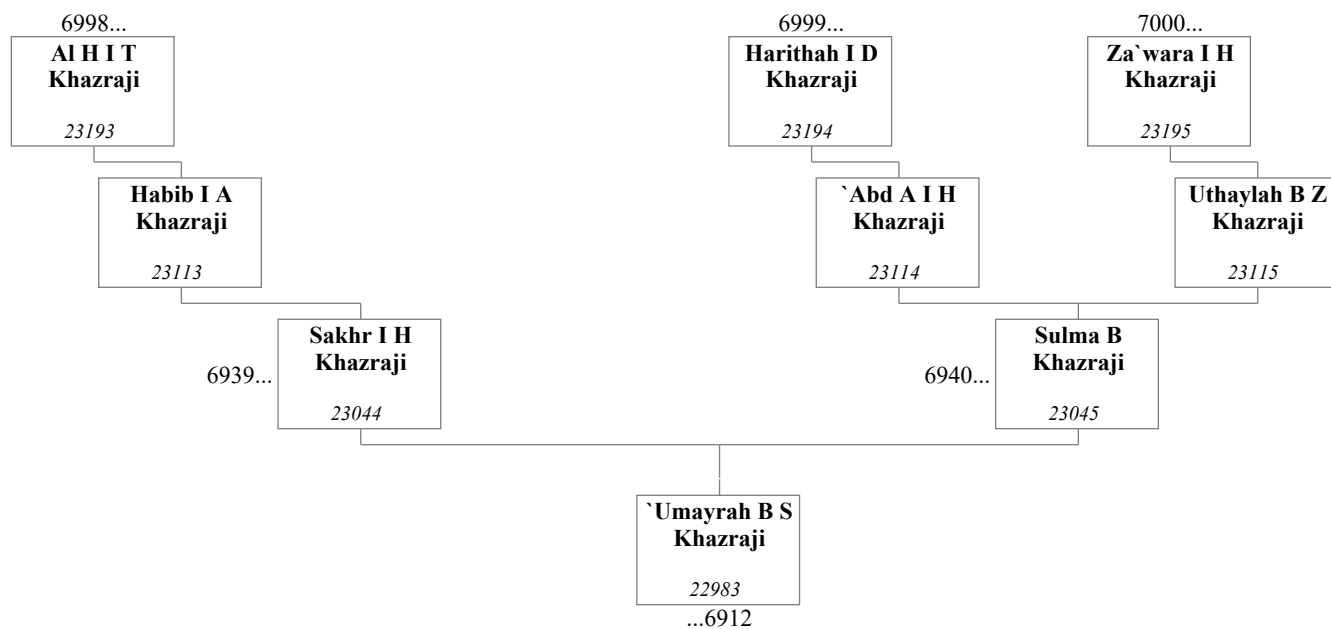 6998...
6999...
7000...
Al H I T
Khazraji
23193
Harithah I D
Khazraji
23194
Za`wara I H
Khazraji
23195
Habib I A
Khazraji
23113
`Abd A I H
Khazraji
23114
Uthaylah B Z
Khazraji
23115
6939...
Sakhr I H
Khazraji
23044
6940...
Sulma B
Khazraji
23045
`Umayrah B S
Khazraji
22983
...6912